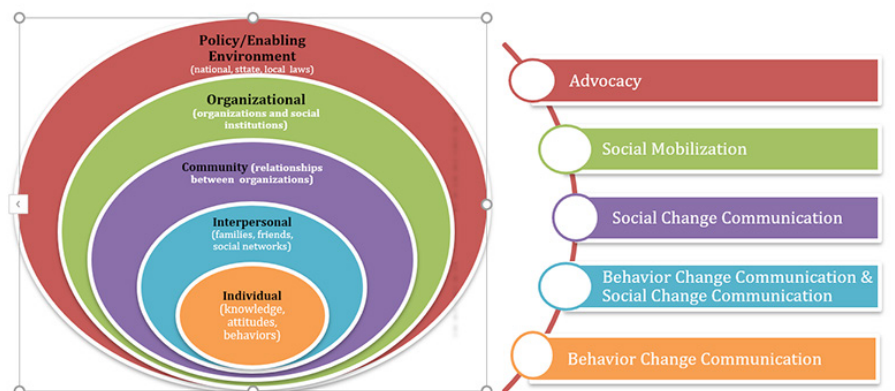 Policy/Enabling
Environment
(national, sttate, local laws)
Organizational
(organizations and social
institutions)
Community (relationships
between organizations)
Interpersonal
(families, friends,
social networks)
Individual
(knowledge,
attitudes,
behaviors)
Advocacy
Social Mobilization
Social Change Communication
Behavior Change Communication &
Social Change Communication
Behavior Change Communication